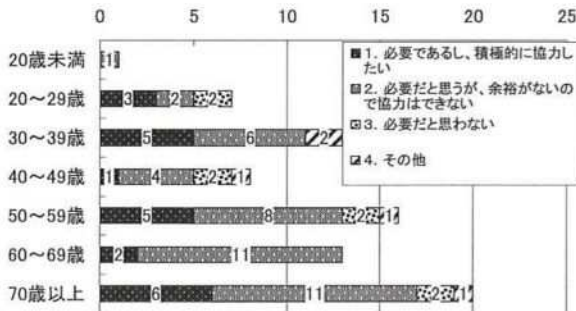 0 5 10 15 20
1. 必要であるし、積極的に協力し
たい
2. 必要だと思うが、余裕がないの
で協力はできない
3. 必要だと思わない
4. その他
20歳未満 1
20～29歳 3 2 2
30～39歳 5 6 2
40～49歳 1 4 2 1
50～59歳 5 8 2 1
60～69歳 2 11
70歳以上 6 11 2 1